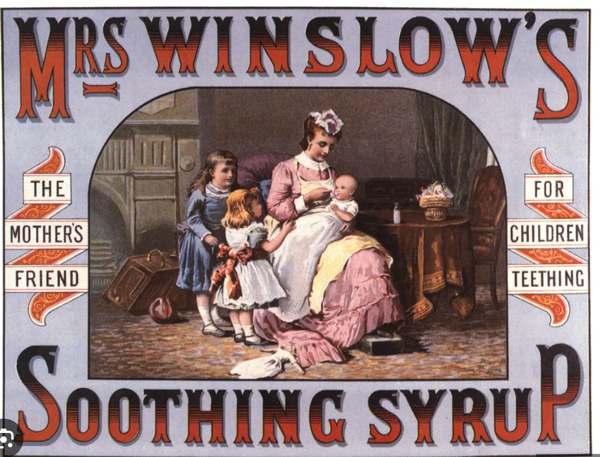 MRS WINSLOW'S
THE
MOTHER'S
FRIEND
FOR
CHILDREN
TEETHING
SOOTHING SYRUP